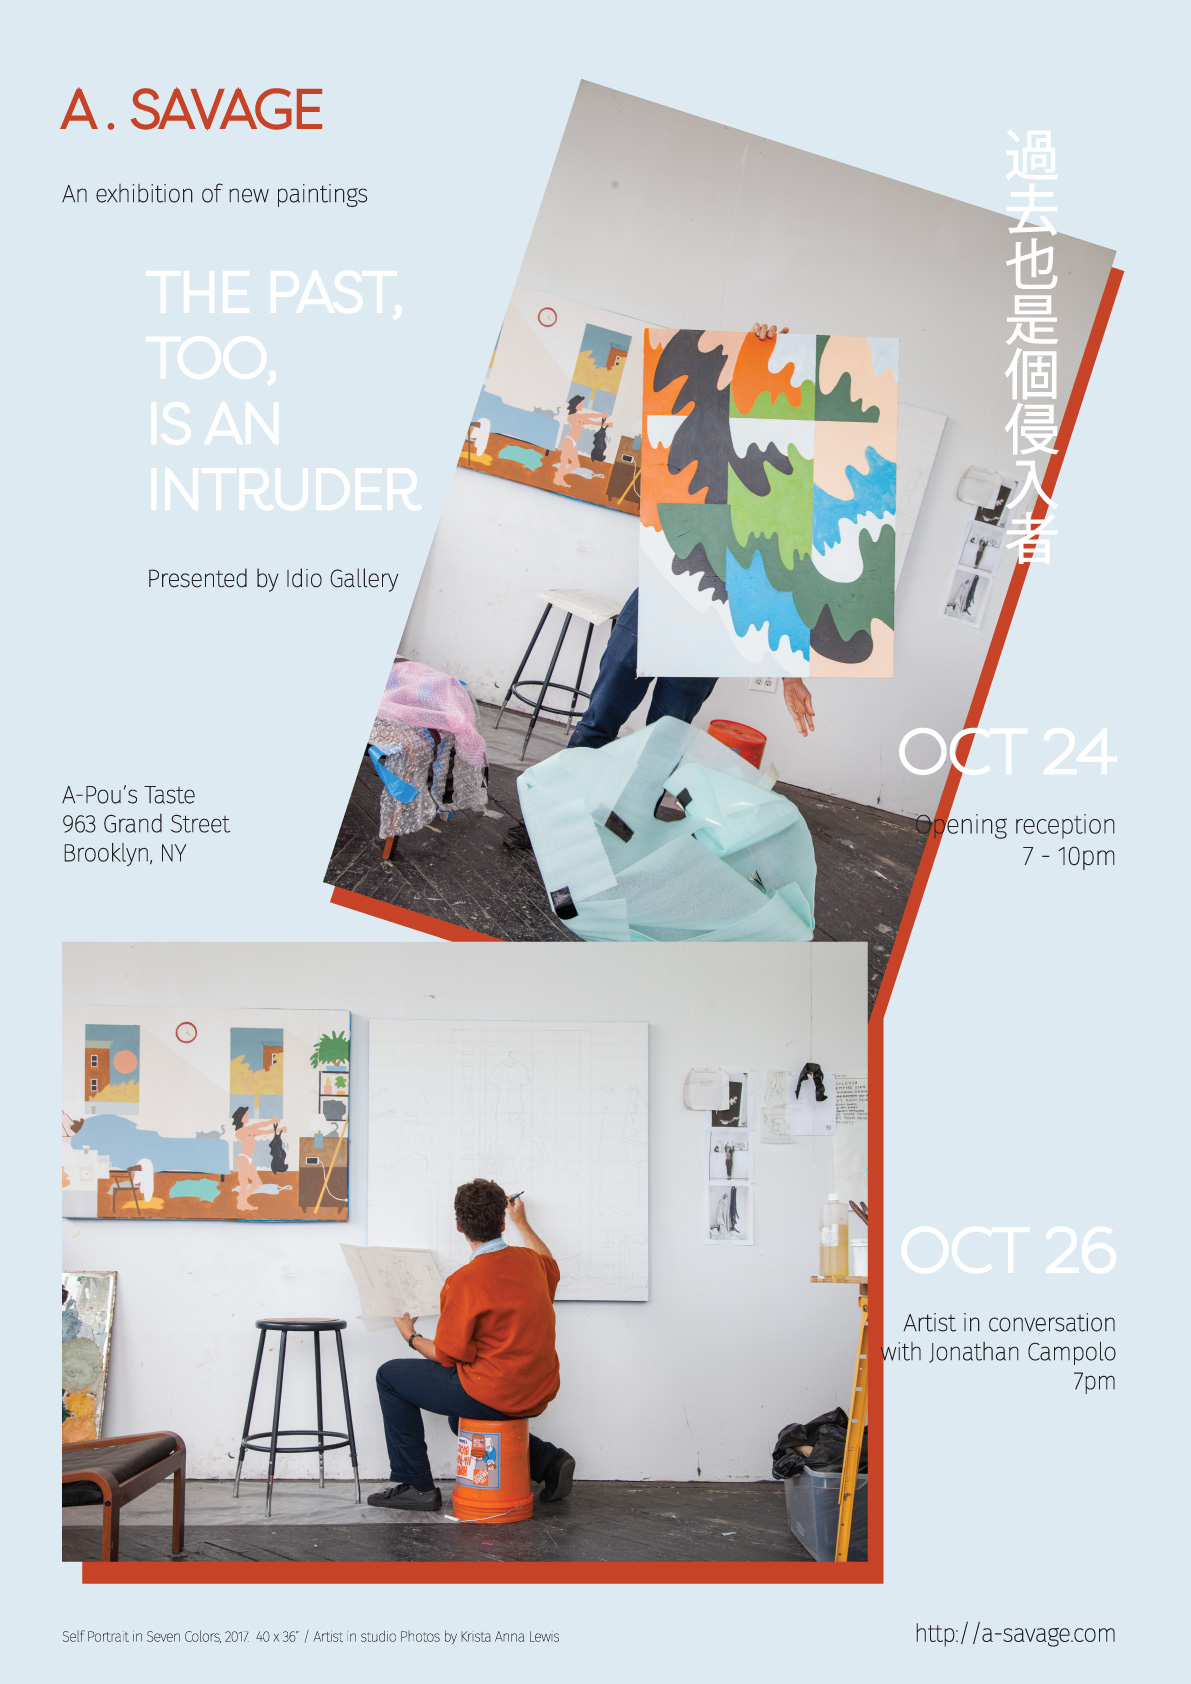 A. SAVAGE
An exhibition of new paintings
THE PAST,
TOO,
IS AN
INTRUDER
Presented by Idio Gallery
過去也是個侵入者
A-Pou's Taste
963 Grand Street
Brooklyn, NY
OCT 24
Opening reception
7 - 10pm
OCT 26
Artist in conversation
with Jonathan Campolo
7pm
Self Portrait in Seven Colors, 2017. 40 x 36" / Artist in studio Photos by Krista Anna Lewis
http://a-savage.com